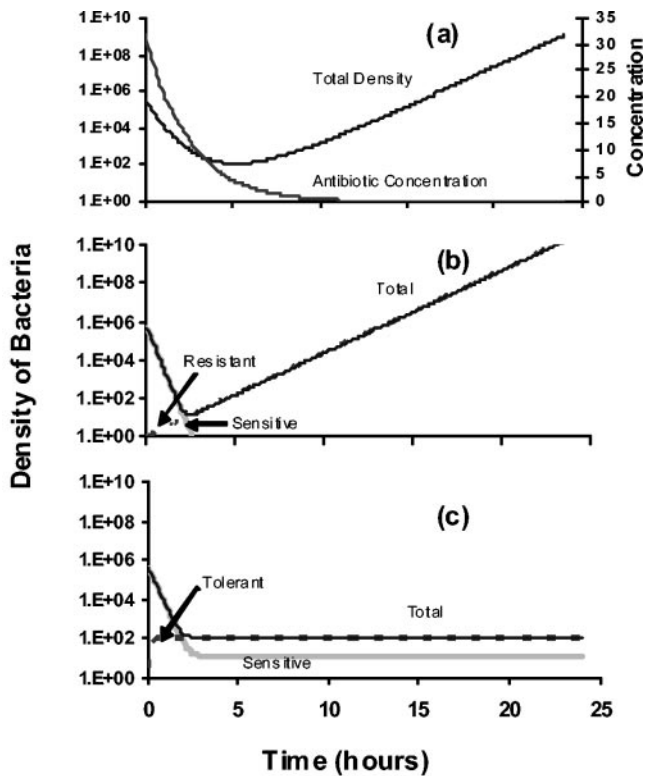 1.E+10
1.E+08
1.E+06
1.E+04
1.E+02
1.E+00
(a)
Total Density
Antibiotic Concentration
35
30
25
20
15
10
5
0
Concentration
1.E+10
1.E+08
1.E+06
1.E+04
1.E+02
1.E+00
(b)
Total
Resistant
Sensitive
Density of Bacteria
1.E+10
1.E+08
1.E+06
1.E+04
1.E+02
1.E+00
(c)
Tolerant
Total
Sensitive
0 5 10 15 20 25
Time (hours)